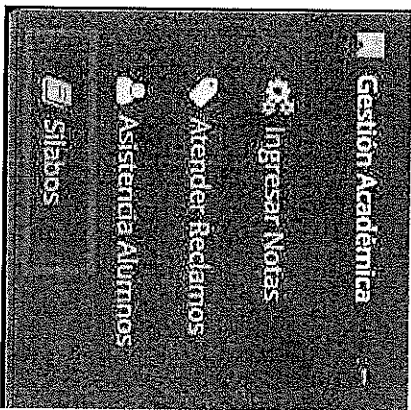 Gestión Académica
Ingresar Notas
Atender Reclamos
Asistencia Alumnos
Sílabos